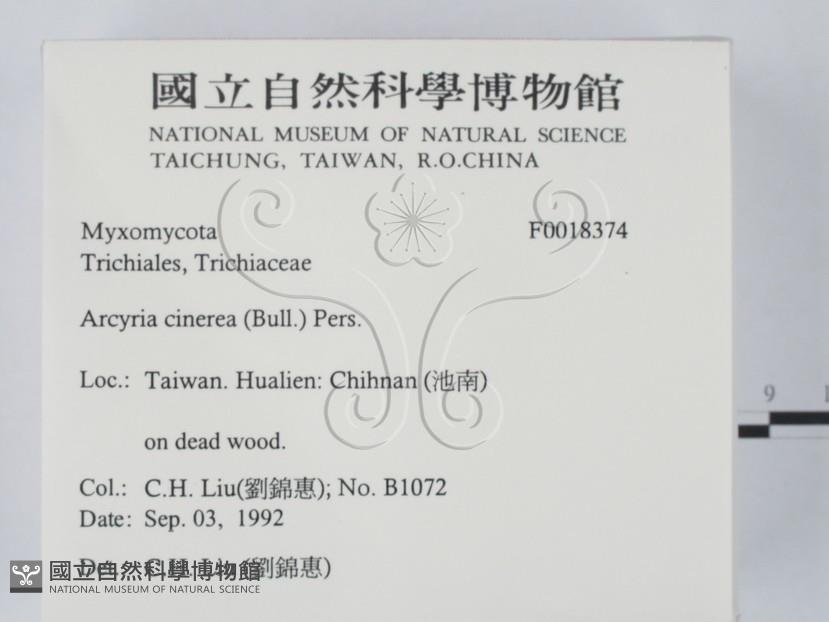 國立自然科學博物館
NATIONAL MUSEUM OF NATURAL SCIENCE
TAICHUNG, TAIWAN, R.O.CHINA
Myxomycota F0018374
Trichiales, Trichiaceae
Arcyria cinerea (Bull.) Pers.
Loc.: Taiwan. Hualien: Chihnan (池南)
on dead wood.
Col.: C.H. Liu(劉錦惠); No. B1072
Date: Sep. 03, 1992
Det.: C.H. Liu (劉錦惠)
國立自然科學博物館
NATIONAL MUSEUM OF NATURAL SCIENCE
9